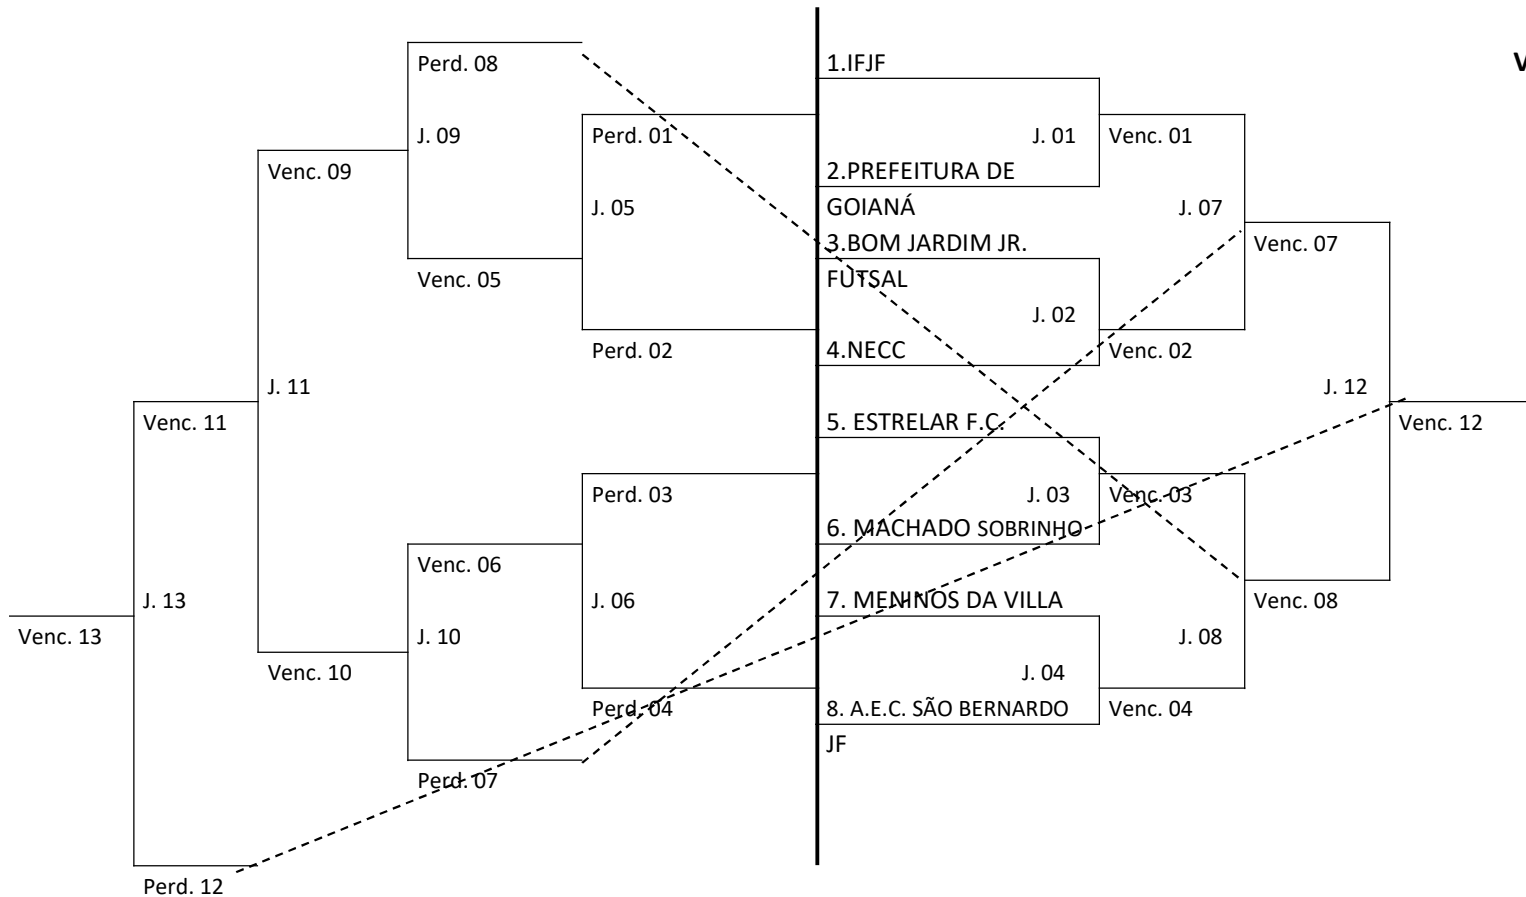 Perd. 08
1.IFJF
V
J. 09
Perd. 01
J. 01
Venc. 01
Venc. 09
2.PREFEITURA DE
GOIANÁ
J. 05
J. 07
3.BOM JARDIM JR.
FUTSAL
Venc. 07
Venc. 05
J. 02
Perd. 02
4.NECC
Venc. 02
J. 11
J. 12
Venc. 11
5. ESTRELAR F.C.
Venc. 12
Perd. 03
J. 03
Venc. 03
6. MACHADO SOBRINHO
Venc. 06
J. 13
J. 06
7. MENINOS DA VILLA
Venc. 08
Venc. 13
J. 10
J. 08
Venc. 10
J. 04
Perd. 04
8. A.E.C. SÃO BERNARDO
JF
Venc. 04
Perd. 07
Perd. 12